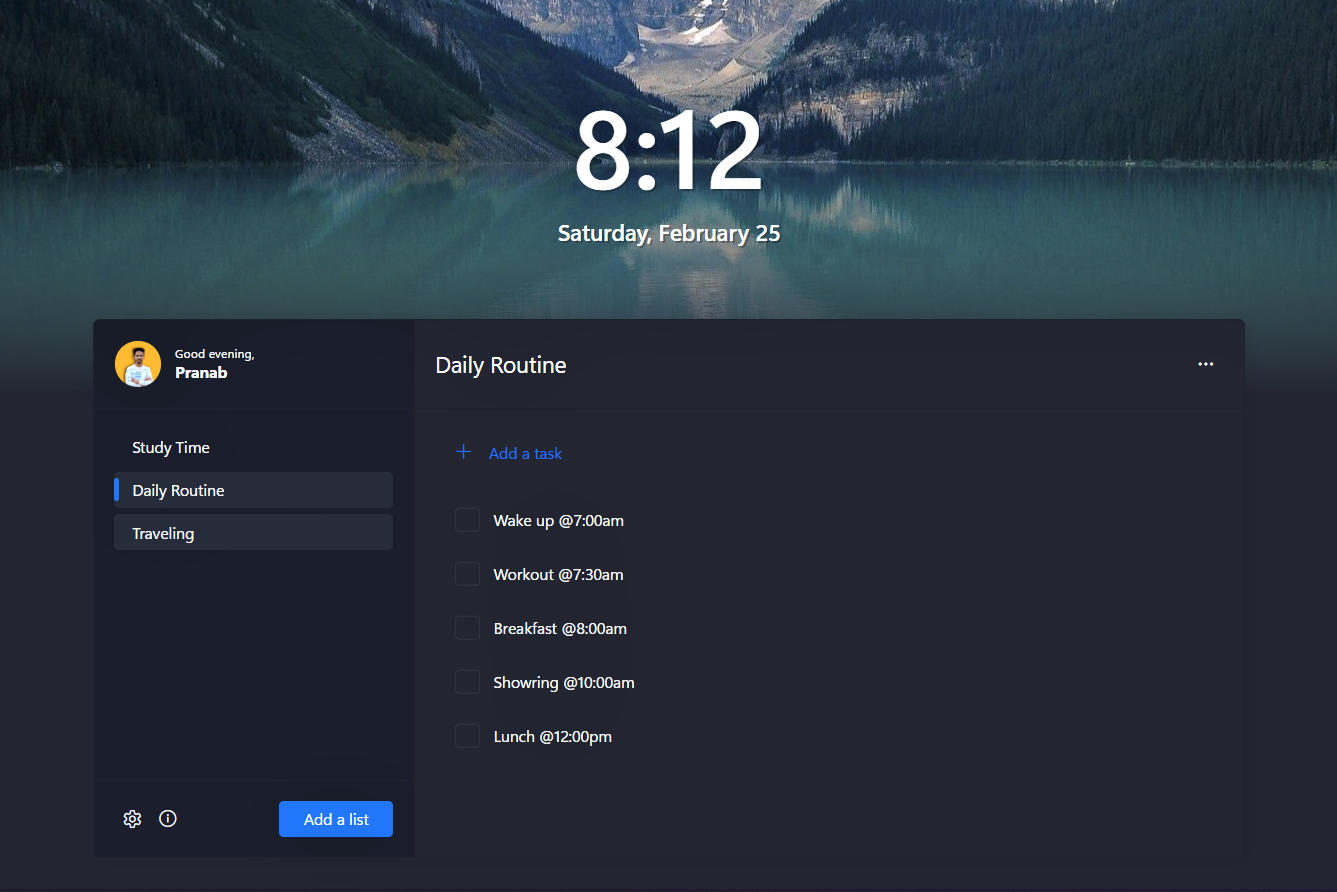 8:12
Saturday, February 25
Good evening,
Pranab
Study Time
Daily Routine
Traveling
Add a list
Daily Routine
Add a task
Wake up @7:00am
Workout @7:30am
Breakfast @8:00am
Showring @10:00am
Lunch @12:00pm